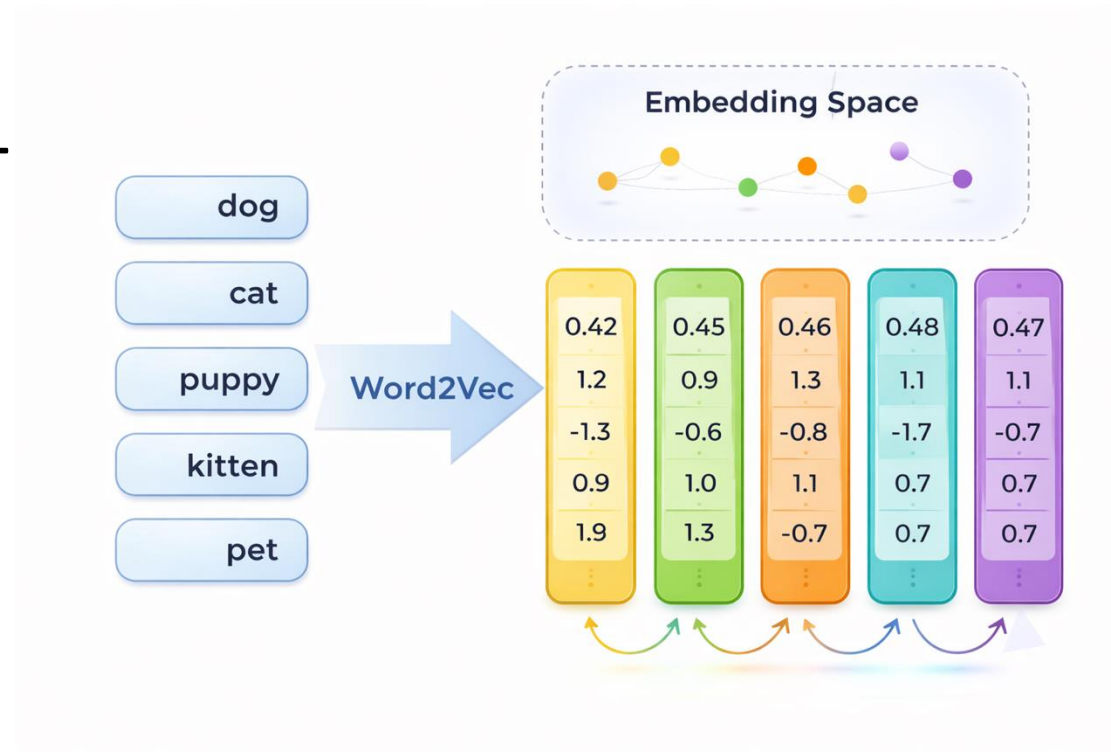 Embedding Space
dog
cat
puppy
kitten
pet
Word2Vec
0.42 0.45 0.46 0.48 0.47
1.2 0.9 1.3 1.1 1.1
-1.3 -0.6 -0.8 -1.7 -0.7
0.9 1.0 1.1 0.7 0.7
1.9 1.3 -0.7 0.7 0.7